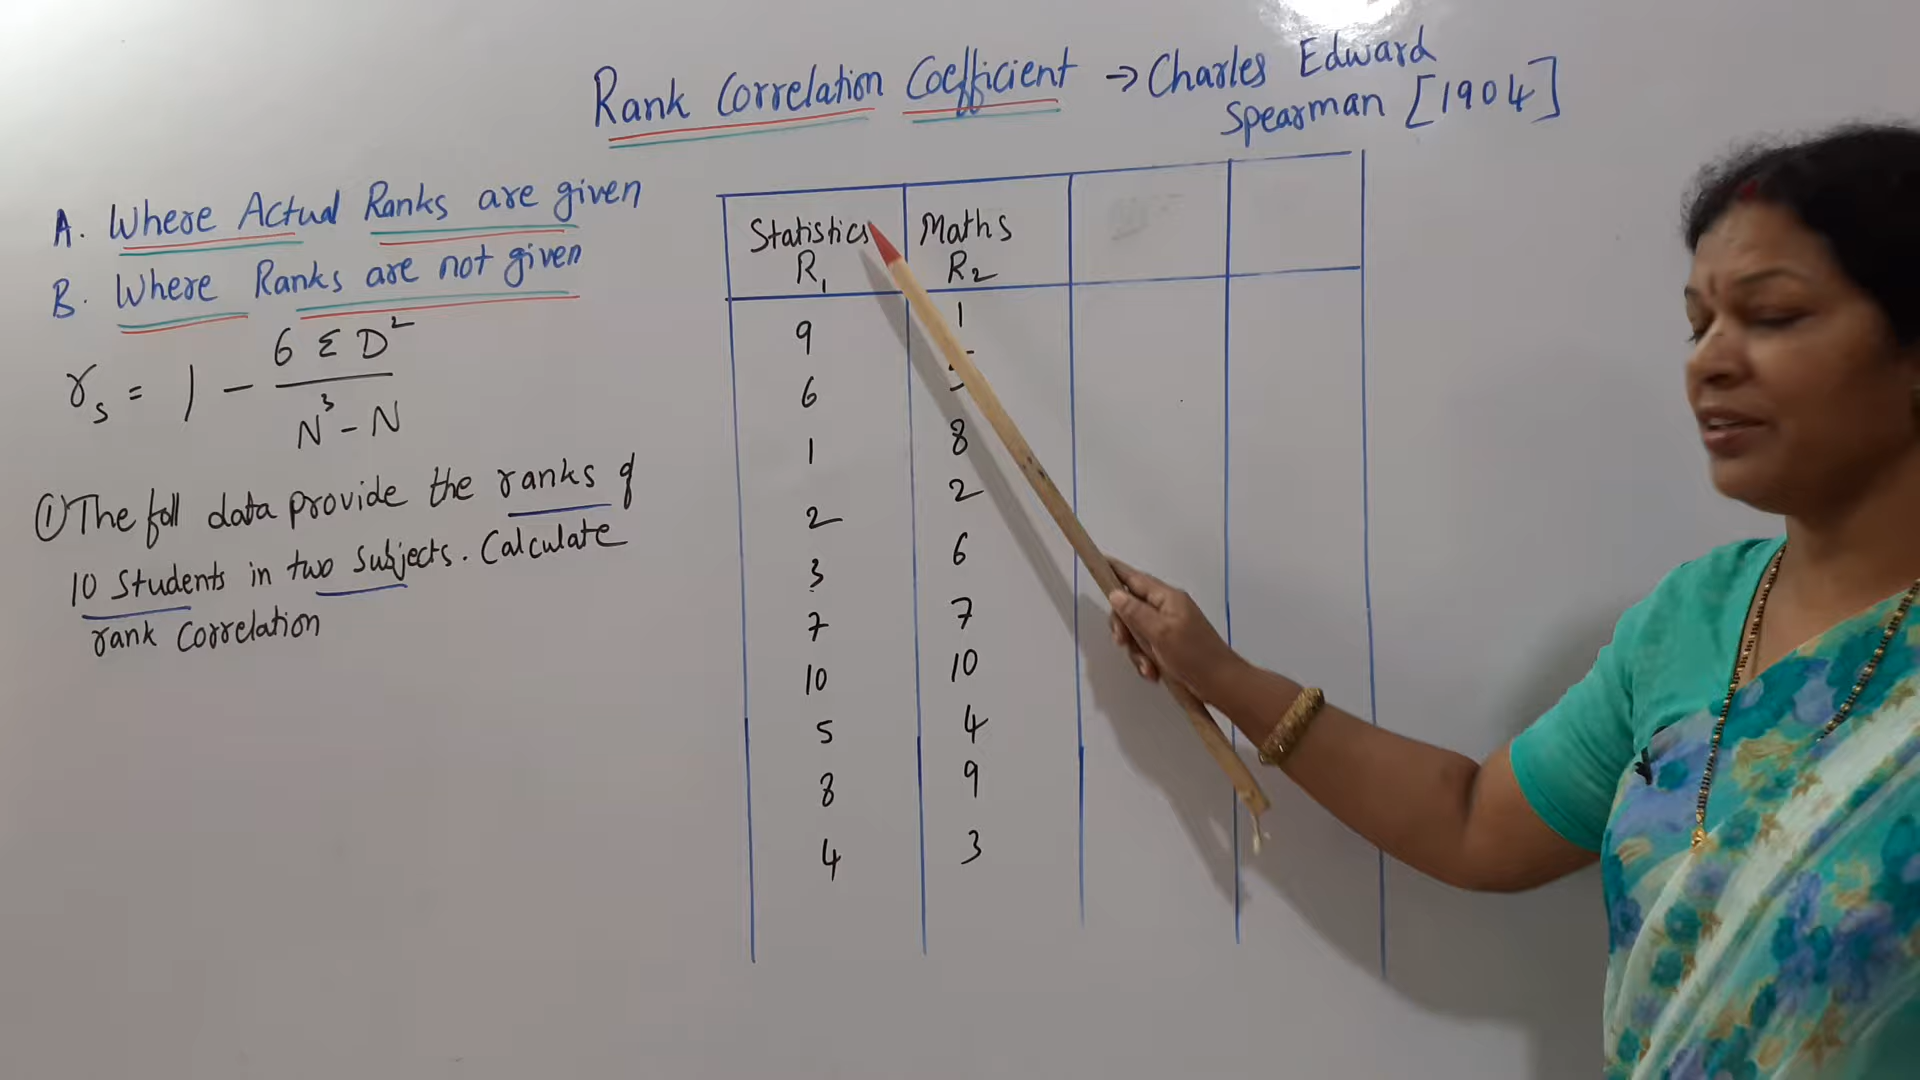 Rank Correlation Coefficient → Charles Edward
Spearman [1904]
A. Where Actual Ranks are given
B. Where Ranks are not given
γs = 1 - 6 Σ D² / N³ - N
① The foll data provide the ranks of
10 Students in two subjects. Calculate
rank Correlation
Statistics Maths
R₁ R₂
9 1
6
1 8
2 2
3 6
7 7
10 10
5 4
8 9
4 3